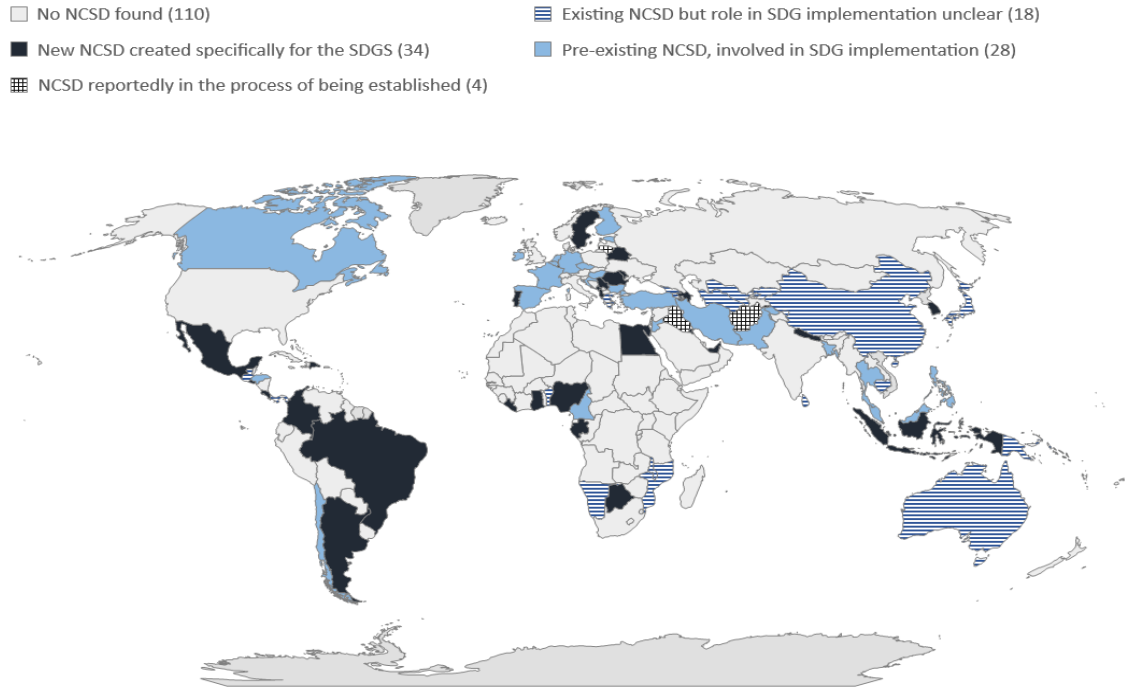 No NCSD found (110)
Existing NCSD but role in SDG implementation unclear (18)
New NCSD created specifically for the SDGS (34)
Pre-existing NCSD, involved in SDG implementation (28)
NCSD reportedly in the process of being established (4)